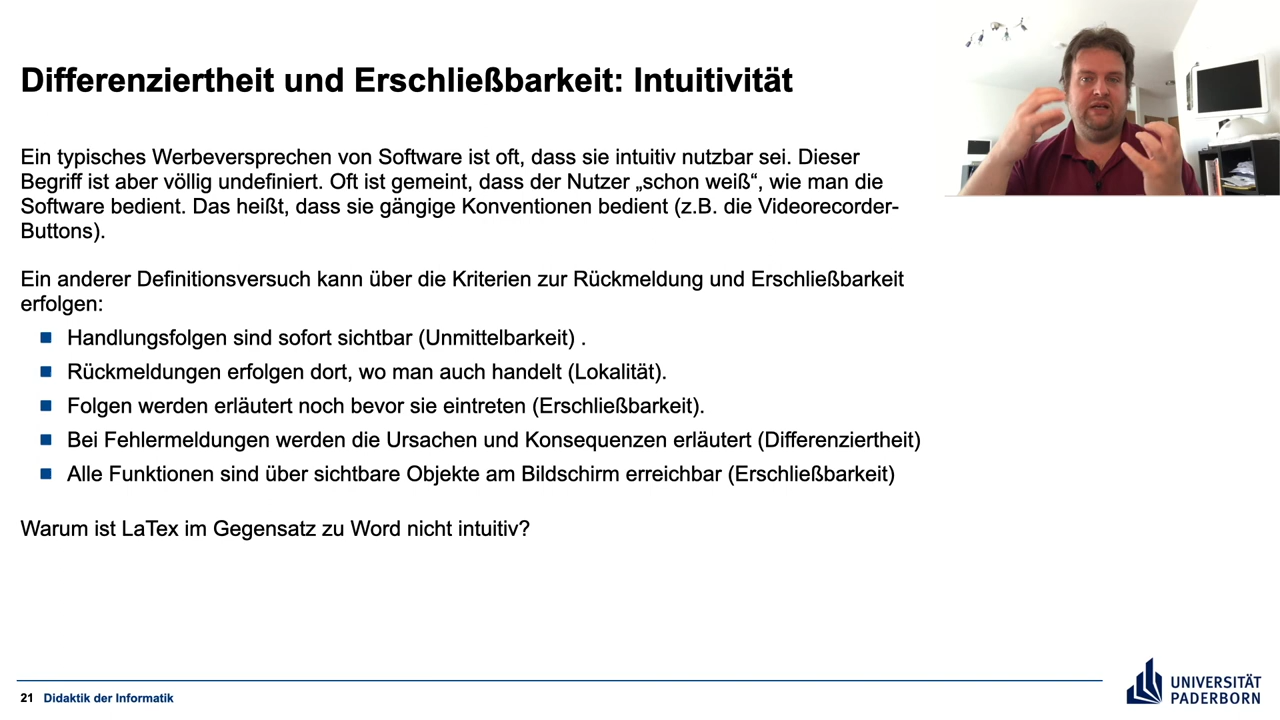 Differenziertheit und Erschließbarkeit: Intuitivität
Ein typisches Werbeversprechen von Software ist oft, dass sie intuitiv nutzbar sei. Dieser
Begriff ist aber völlig undefiniert. Oft ist gemeint, dass der Nutzer „schon weiß“, wie man die
Software bedient. Das heißt, dass sie gängige Konventionen bedient (z.B. die Videorecorder-
Buttons).
Ein anderer Definitionsversuch kann über die Kriterien zur Rückmeldung und Erschließbarkeit
erfolgen:
Handlungsfolgen sind sofort sichtbar (Unmittelbarkeit) .
Rückmeldungen erfolgen dort, wo man auch handelt (Lokalität).
Folgen werden erläutert noch bevor sie eintreten (Erschließbarkeit).
Bei Fehlermeldungen werden die Ursachen und Konsequenzen erläutert (Differenziertheit)
Alle Funktionen sind über sichtbare Objekte am Bildschirm erreichbar (Erschließbarkeit)
Warum ist LaTex im Gegensatz zu Word nicht intuitiv?
21 Didaktik der Informatik
UNIVERSITÄT
PADERBORN